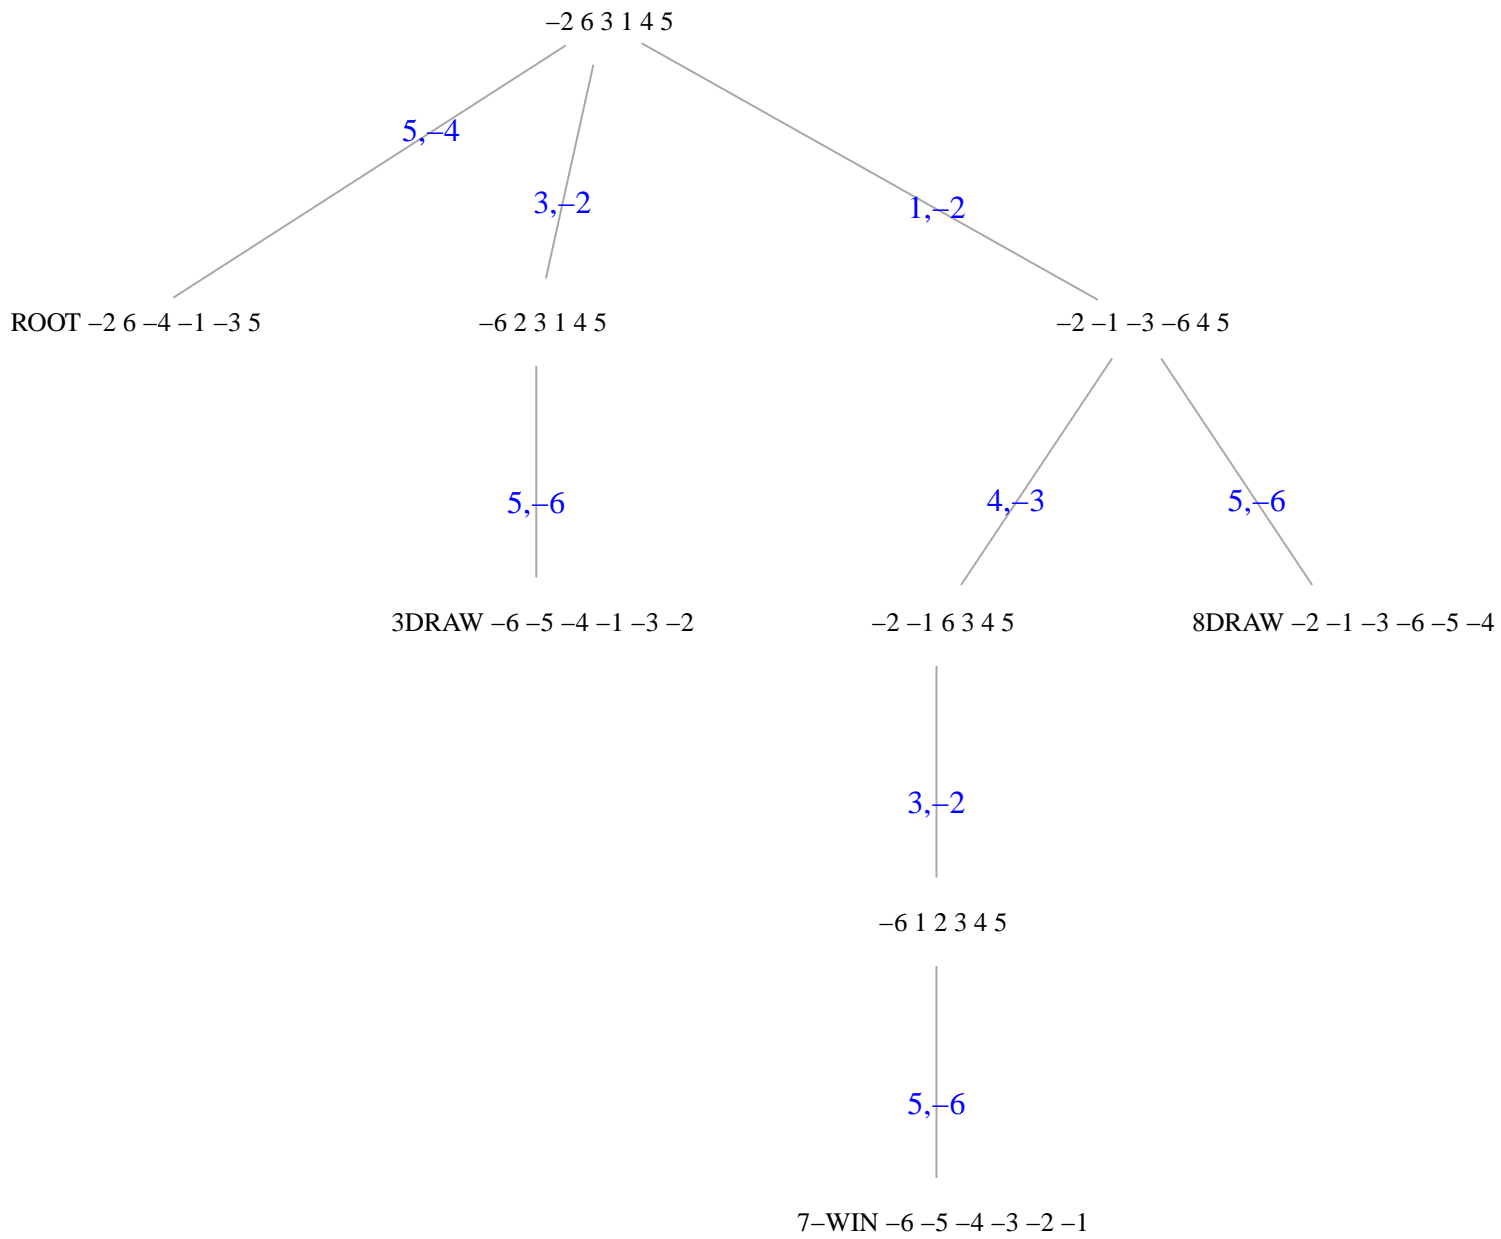 –2 6 3 1 4 5
5,–4
3,–2
1,–2
ROOT –2 6 –4 –1 –3 5
–6 2 3 1 4 5
–2 –1 –3 –6 4 5
5,–6
4,–3
5,–6
3DRAW –6 –5 –4 –1 –3 –2
–2 –1 6 3 4 5
8DRAW –2 –1 –3 –6 –5 –4
3,–2
–6 1 2 3 4 5
5,–6
7–WIN –6 –5 –4 –3 –2 –1